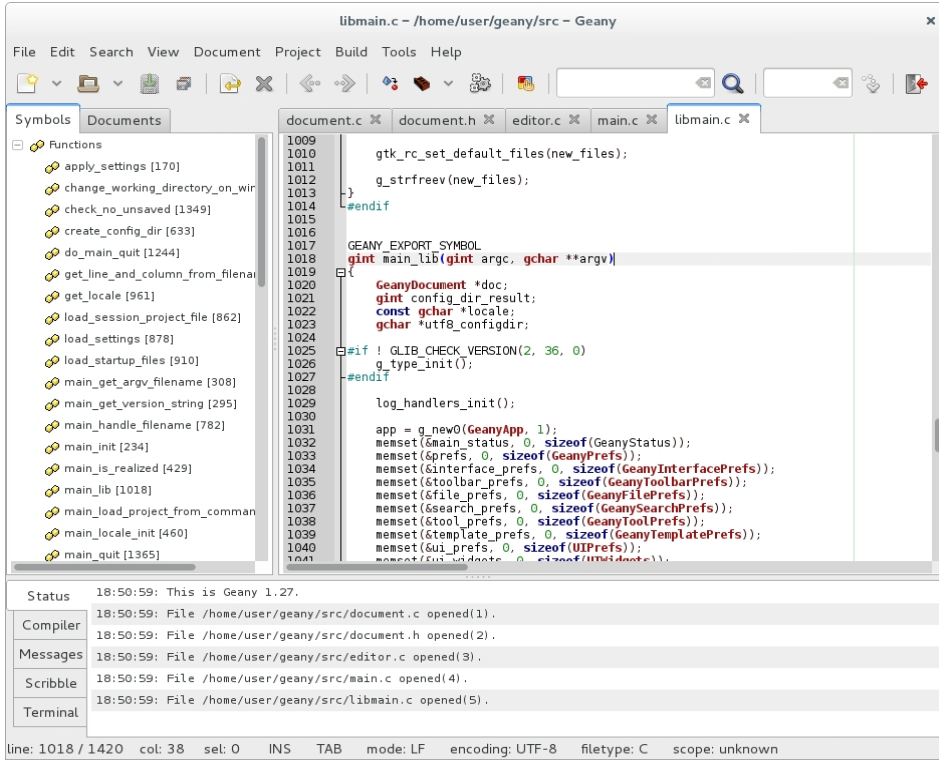 libmain.c – /home/user/geany/src – Geany
File Edit Search View Document Project Build Tools Help
Symbols Documents
Functions
apply_settings [170]
change_working_directory_on_win
check_no_unsaved [1349]
create_config_dir [633]
do_main_quit [1244]
get_line_and_column_from_filenam
get_locale [961]
load_session_project_file [862]
load_settings [878]
load_startup_files [910]
main_get_argv_filename [308]
main_get_version_string [295]
main_handle_filename [782]
main_init [234]
main_is_realized [429]
main_lib [1018]
main_load_project_from_comman
main_locale_init [460]
main_quit [1365]
document.c document.h editor.c main.c libmain.c
1009
1010 gtk_rc_set_default_files(new_files);
1011
1012 g_strfreev(new_files);
1013 }
1014 #endif
1015
1016
1017 GEANY_EXPORT_SYMBOL
1018 gint main_lib(gint argc, gchar **argv)
1019 {
1020 GeanyDocument *doc;
1021 gint config_dir_result;
1022 const gchar *locale;
1023 gchar *utf8_configdir;
1024
1025 #if ! GLIB_CHECK_VERSION(2, 36, 0)
1026 g_type_init();
1027 #endif
1028
1029 log_handlers_init();
1030
1031 app = g_new0(GeanyApp, 1);
1032 memset(&main_status, 0, sizeof(GeanyStatus));
1033 memset(&prefs, 0, sizeof(GeanyPrefs));
1034 memset(&interface_prefs, 0, sizeof(GeanyInterfacePrefs));
1035 memset(&toolbar_prefs, 0, sizeof(GeanyToolbarPrefs));
1036 memset(&file_prefs, 0, sizeof(GeanyFilePrefs));
1037 memset(&search_prefs, 0, sizeof(GeanySearchPrefs));
1038 memset(&tool_prefs, 0, sizeof(GeanyToolPrefs));
1039 memset(&template_prefs, 0, sizeof(GeanyTemplatePrefs));
1040 memset(&ui_prefs, 0, sizeof(UIPrefs));
1041 memset(&ui_widgets, 0, sizeof(UIWidgets));
Status
Compiler
Messages
Scribble
Terminal
18:50:59: This is Geany 1.27.
18:50:59: File /home/user/geany/src/document.c opened(1).
18:50:59: File /home/user/geany/src/document.h opened(2).
18:50:59: File /home/user/geany/src/editor.c opened(3).
18:50:59: File /home/user/geany/src/main.c opened(4).
18:50:59: File /home/user/geany/src/libmain.c opened(5).
line: 1018 / 1420 col: 38 sel: 0 INS TAB mode: LF encoding: UTF-8 filetype: C scope: unknown